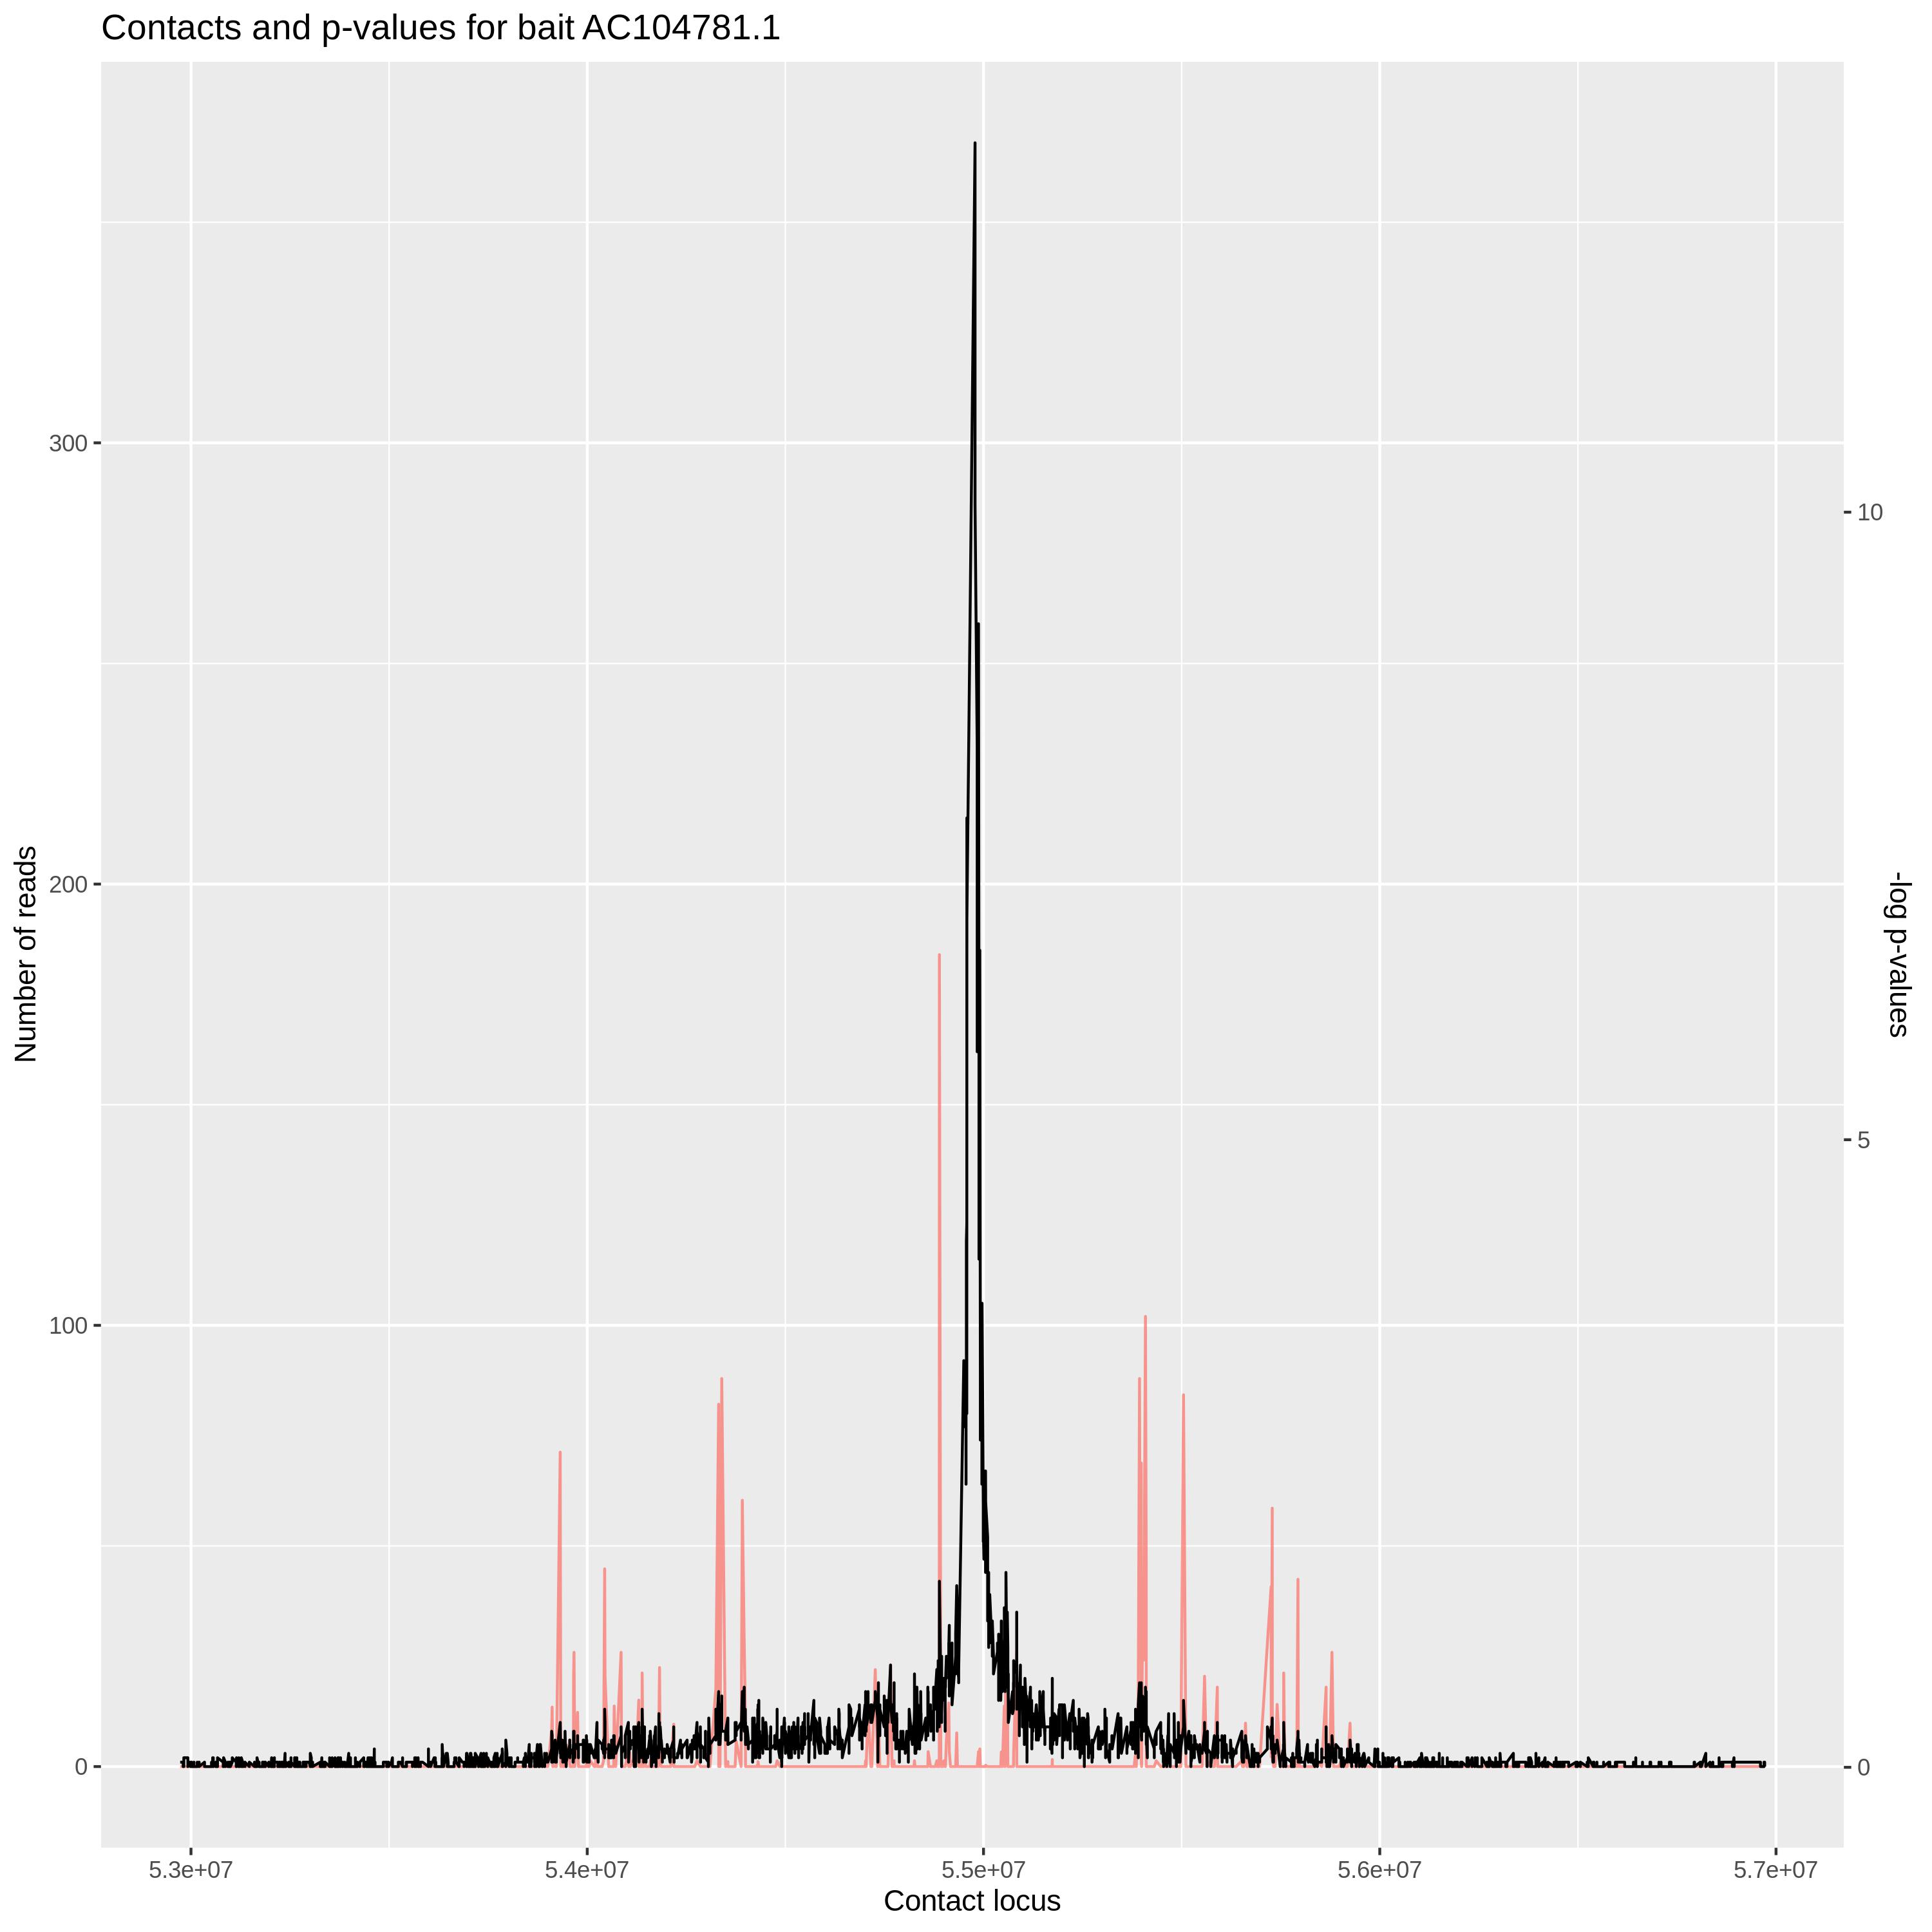 Contacts and p-values for bait AC104781.1
300
200
100
0
Number of reads
10
5
0
-log p-values
5.3e+07
5.4e+07
5.5e+07
5.6e+07
5.7e+07
Contact locus